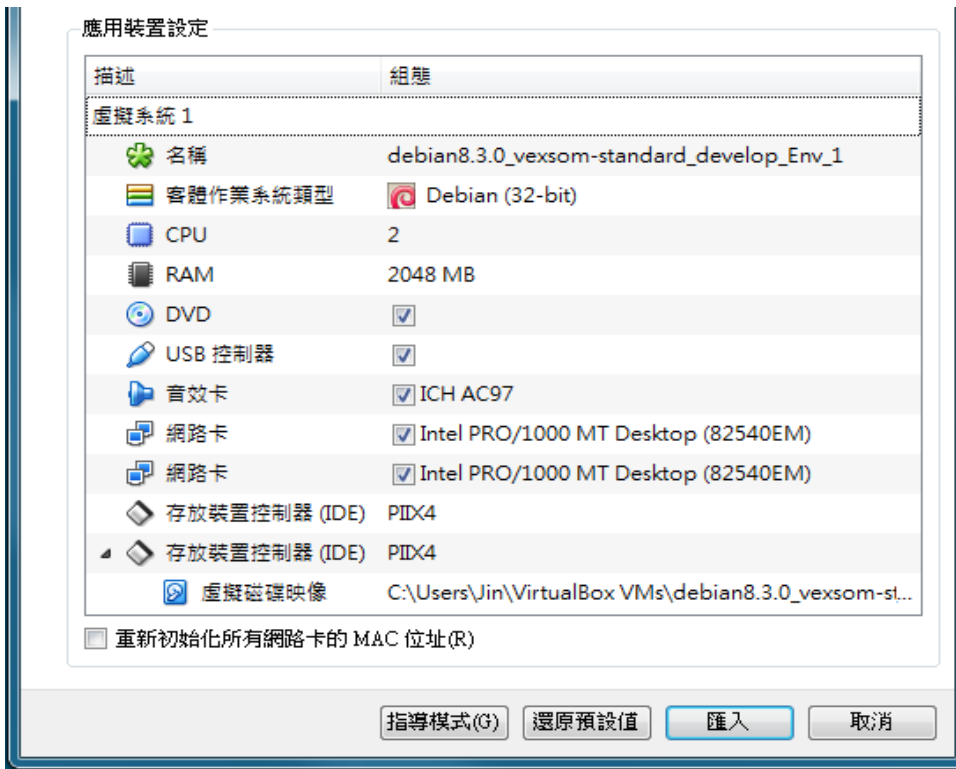 應用裝置設定
描述 組態
虛擬系統 1
名稱 debian8.3.0_vexsom-standard_develop_Env_1
客體作業系統類型 Debian (32-bit)
CPU 2
RAM 2048 MB
DVD
USB 控制器
音效卡 ICH AC97
網路卡 Intel PRO/1000 MT Desktop (82540EM)
網路卡 Intel PRO/1000 MT Desktop (82540EM)
存放裝置控制器 (IDE) PIIX4
存放裝置控制器 (IDE) PIIX4
虛擬磁碟映像 C:\Users\Jin\VirtualBox VMs\debian8.3.0_vexsom-st...
重新初始化所有網路卡的 MAC 位址(R)
指導模式(G) 還原預設值 匯入 取消